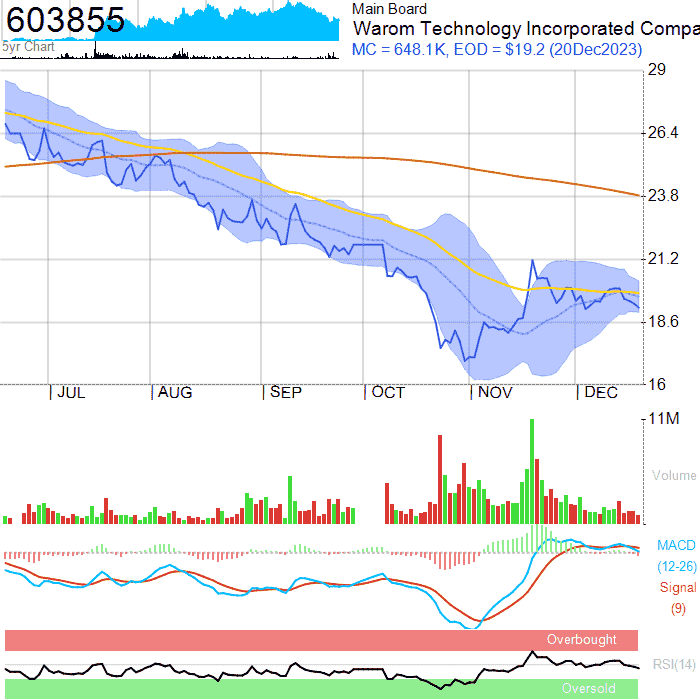 603855
5yr Chart
Main Board
Warom Technology Incorporated Compa
MC = 648.1K, EOD = $19.2 (20Dec2023)
29
26.4
23.8
21.2
18.6
16
JUL
AUG
SEP
OCT
NOV
DEC
11M
Volume
MACD
(12-26)
Signal
(9)
Overbought
RSI(14)
Oversold